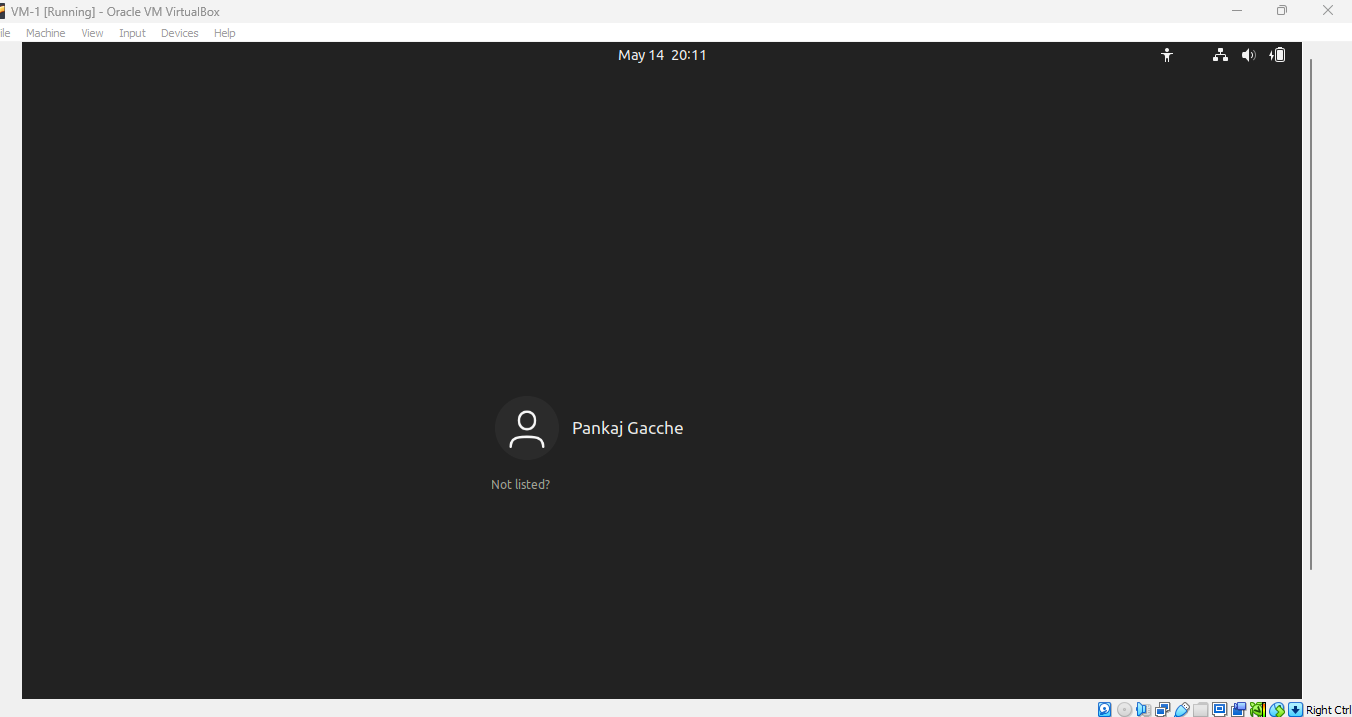 VM-1 [Running] - Oracle VM VirtualBox
ile Machine View Input Devices Help
May 14 20:11
Pankaj Gacche
Not listed?
Right Ctrl